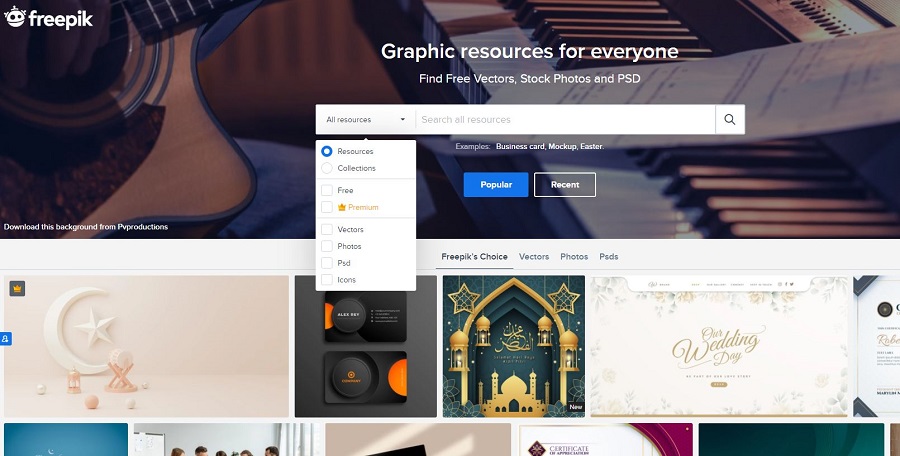 freepik
Graphic resources for everyone
Find Free Vectors, Stock Photos and PSD
All resources
Search all resources
Examples: Business card, Mockup, Easter.
Resources
Collections
Free
Premium
Vectors
Photos
Psd
Icons
Popular
Recent
Download this background from Pvproductions
Freepik's Choice
Vectors
Photos
Psds
ALEX REY
COMPANY
New
Our
Wedding
Day
CERTIFICATE
OF APPRECIATION